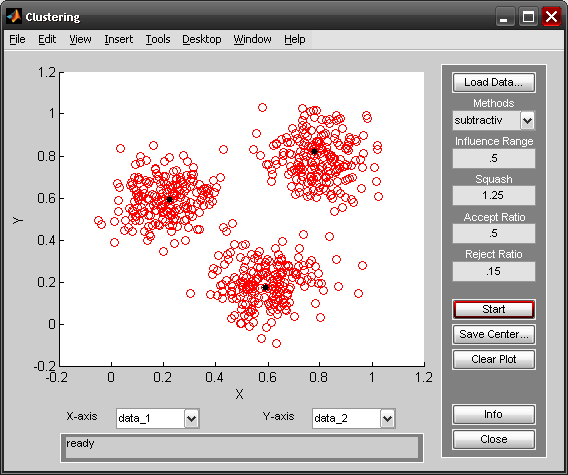 Clustering
File Edit View Insert Tools Desktop Window Help
Load Data...
Methods
subtractiv
Influence Range
.5
Squash
1.25
Accept Ratio
.5
Reject Ratio
.15
Start
Save Center...
Clear Plot
Info
Close
1.2
1
0.8
0.6
0.4
0.2
0
-0.2
Y
-0.2 0 0.2 0.4 0.6 0.8 1 1.2
X
X-axis data_1 Y-axis data_2
ready